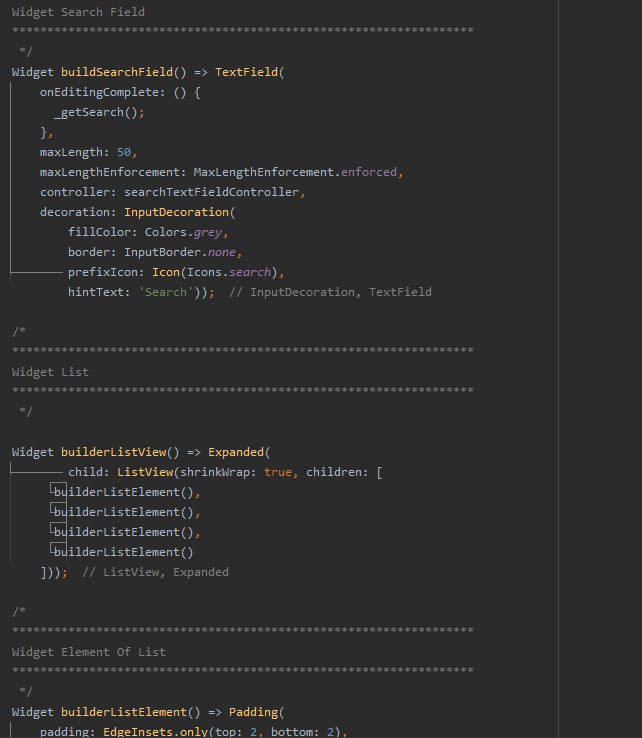 Widget Search Field
******************************************************************
*/
Widget buildSearchField() => TextField(
onEditingComplete: () {
_getSearch();
},
maxLength: 50,
maxLengthEnforcement: MaxLengthEnforcement.enforced,
controller: searchTextFieldController,
decoration: InputDecoration(
fillColor: Colors.grey,
border: InputBorder.none,
prefixIcon: Icon(Icons.search),
hintText: 'Search'));  // InputDecoration, TextField
/*
******************************************************************
Widget List
******************************************************************
*/
Widget builderListView() => Expanded(
child: ListView(shrinkWrap: true, children: [
builderListElement(),
builderListElement(),
builderListElement(),
builderListElement()
]));  // ListView, Expanded
/*
******************************************************************
Widget Element Of List
******************************************************************
*/
Widget builderListElement() => Padding(
padding: EdgeInsets.only(top: 2, bottom: 2),